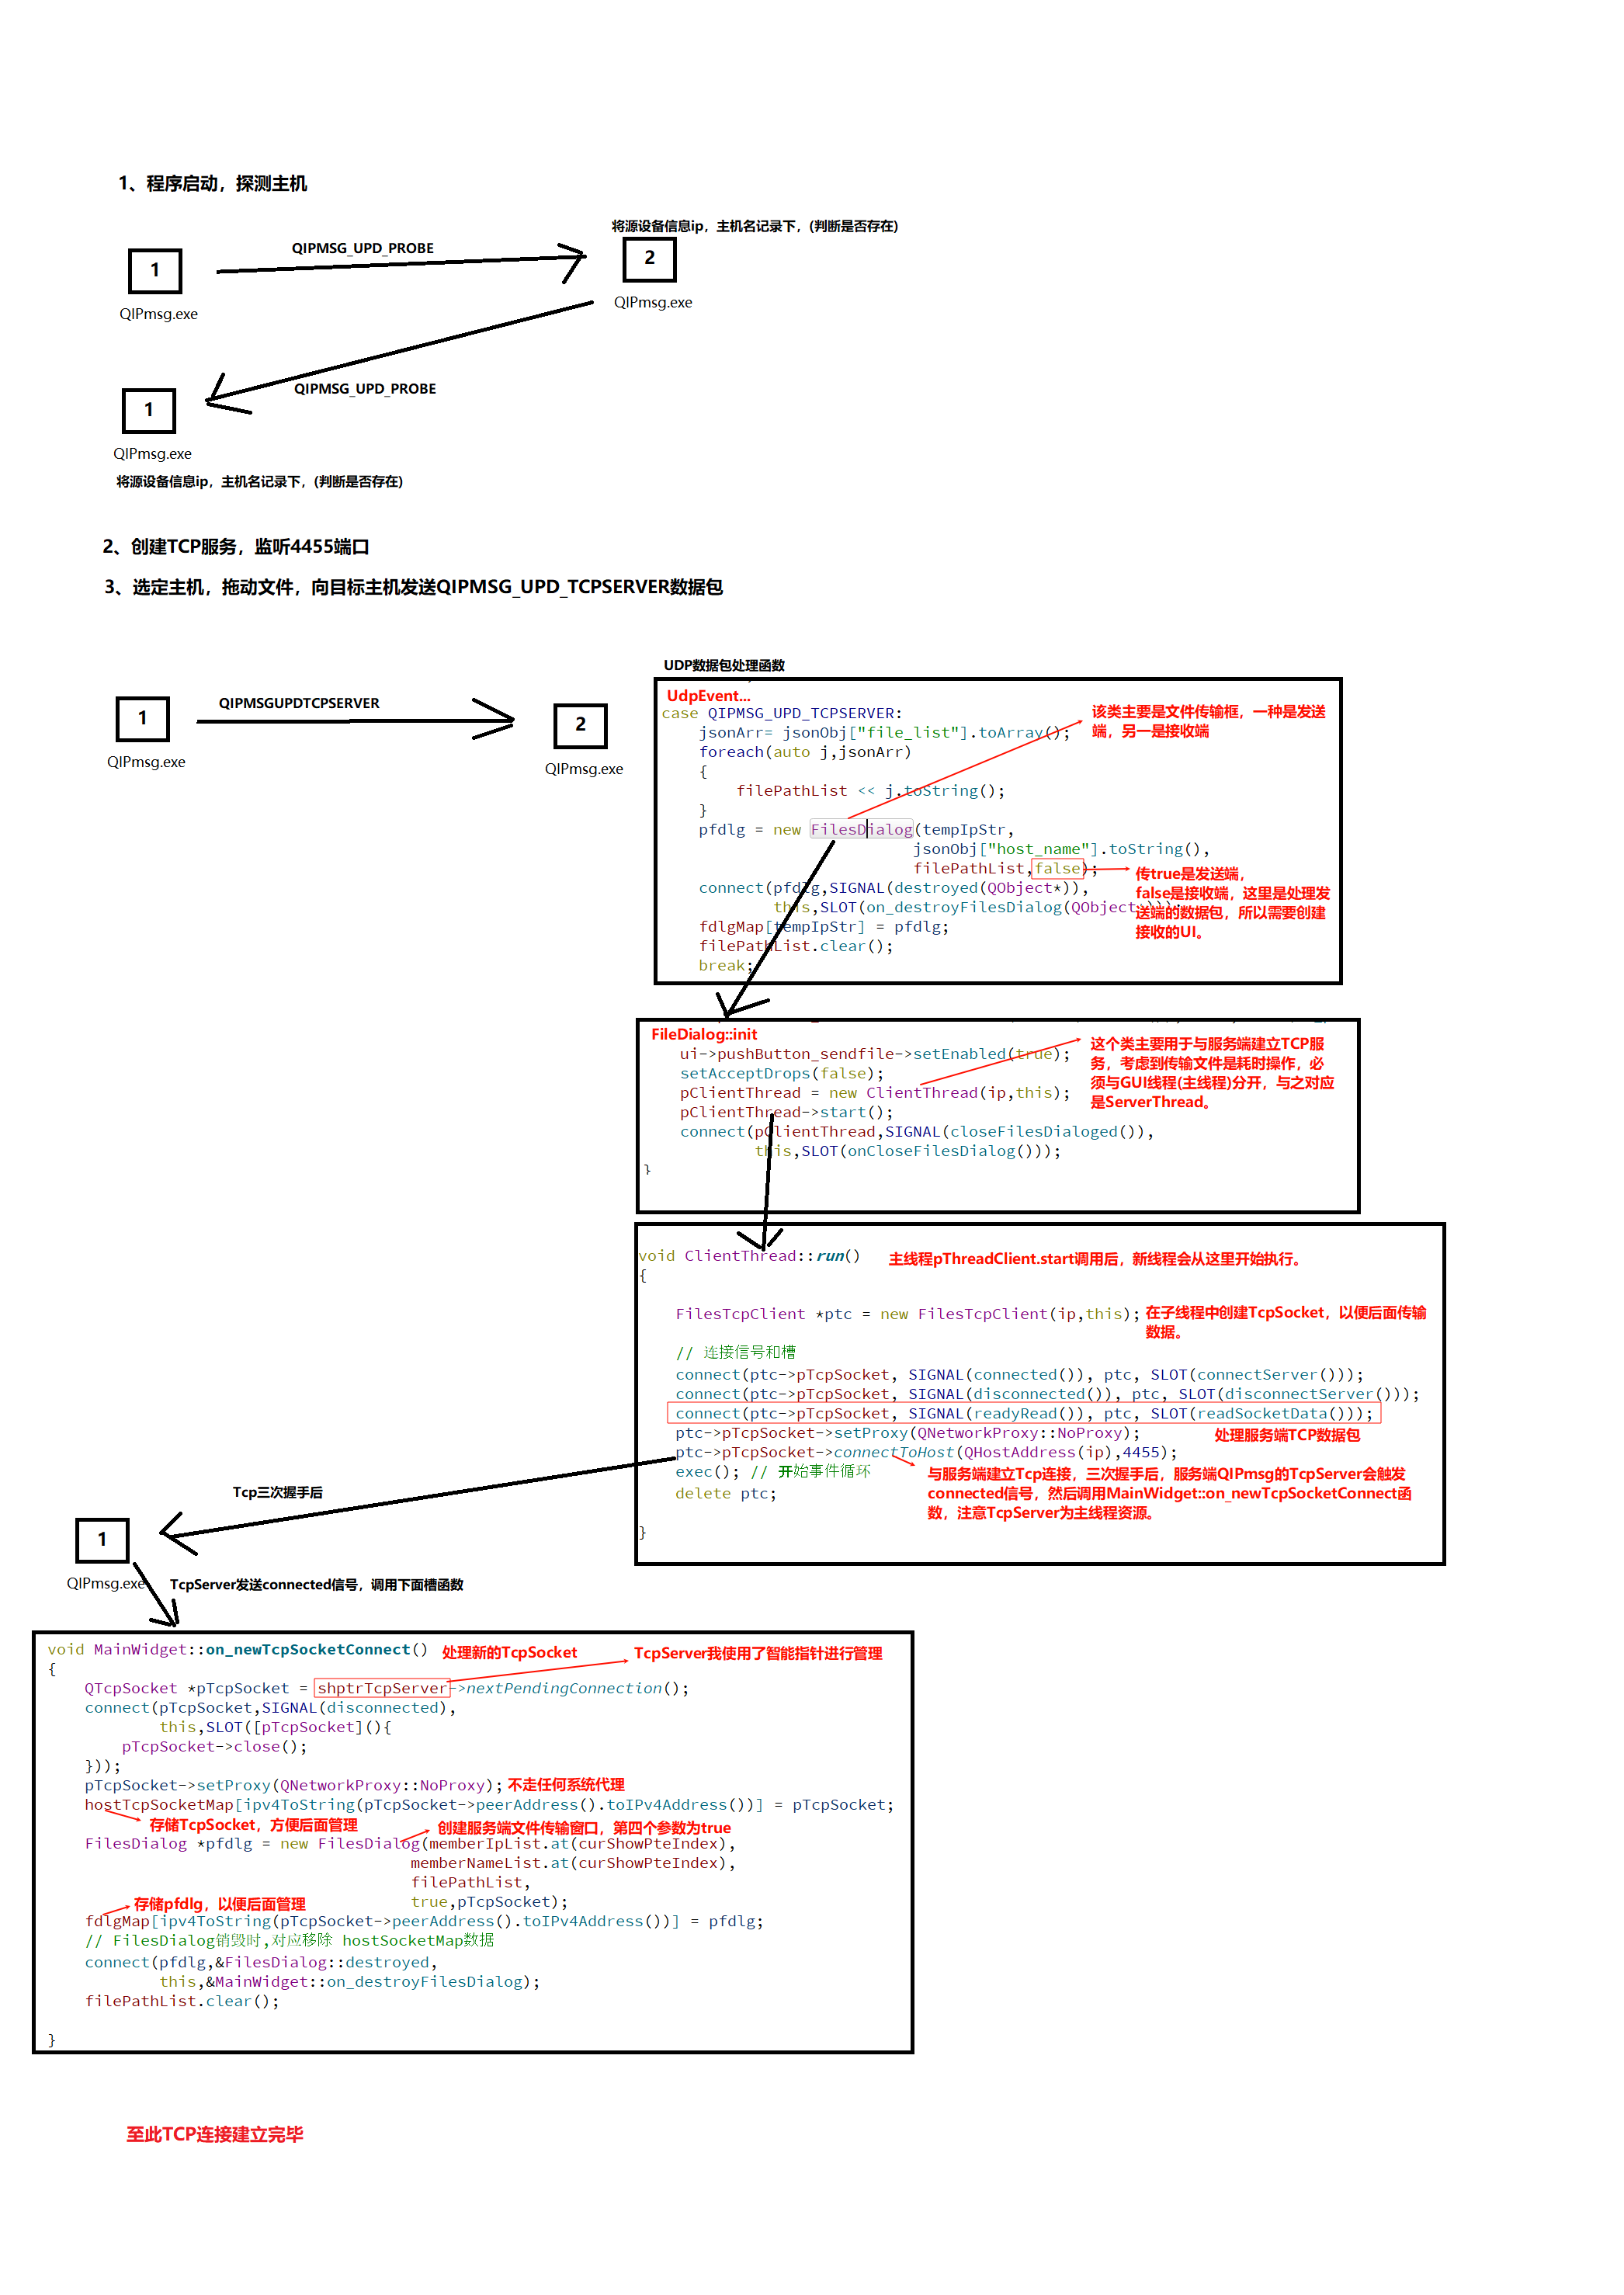 1、程序启动，探测主机
将源设备信息ip，主机名记录下，(判断是否存在)
QIPMSG_UPD_PROBE
1
2
QIPmsg.exe
QIPmsg.exe
QIPMSG_UPD_PROBE
1
QIPmsg.exe
将源设备信息ip，主机名记录下，(判断是否存在)
2、创建TCP服务，监听4455端口
3、选定主机，拖动文件，向目标主机发送QIPMSG_UPD_TCPSERVER数据包
QIPMSGUPDTCPSERVER
1
2
QIPmsg.exe
QIPmsg.exe
UDP数据包处理函数
UdpEvent...
case QIPMSG_UPD_TCPSERVER:
jsonArr= jsonObj["file_list"].toArray();
foreach(auto j,jsonArr)
{
filePathList << j.toString();
}
pfdlg = new FilesDialog(tempIpStr,
jsonObj["host_name"].toString(),
filePathList,false);
connect(pfdlg,SIGNAL(destroyed(QObject*)),
this,SLOT(on_destroyFilesDialog(QObject*)));
fdlgMap[tempIpStr] = pfdlg;
filePathList.clear();
break;
该类主要是文件传输框，一种是发送
端，另一是接收端
传true是发送端，
false是接收端，这里是处理发
送端的数据包，所以需要创建
接收的UI。
FileDialog::init
ui->pushButton_sendfile->setEnabled(true);
setAcceptDrops(false);
pClientThread = new ClientThread(ip,this);
pClientThread->start();
connect(pClientThread,SIGNAL(closeFilesDialoged()),
this,SLOT(onCloseFilesDialog()));
}
这个类主要用于与服务端建立TCP服
务，考虑到传输文件是耗时操作，必
须与GUI线程(主线程)分开，与之对应
是ServerThread。
void ClientThread::run()
主线程pThreadClient.start调用后，新线程会从这里开始执行。
{
FilesTcpClient *ptc = new FilesTcpClient(ip,this);
在子线程中创建TcpSocket，以便后面传输
数据。
// 连接信号和槽
connect(ptc->pTcpSocket, SIGNAL(connected()), ptc, SLOT(connectServer()));
connect(ptc->pTcpSocket, SIGNAL(disconnected()), ptc, SLOT(disconnectServer()));
connect(ptc->pTcpSocket, SIGNAL(readyRead()), ptc, SLOT(readSocketData()));
ptc->pTcpSocket->setProxy(QNetworkProxy::NoProxy);
处理服务端TCP数据包
ptc->pTcpSocket->connectToHost(QHostAddress(ip),4455);
exec(); // 开始事件循环
delete ptc;
}
与服务端建立Tcp连接，三次握手后，服务端QIPmsg的TcpServer会触发
connected信号，然后调用MainWidget::on_newTcpSocketConnect函
数，注意TcpServer为主线程资源。
Tcp三次握手后
1
QIPmsg.exe
TcpServer发送connected信号，调用下面槽函数
void MainWidget::on_newTcpSocketConnect()
处理新的TcpSocket
TcpServer我使用了智能指针进行管理
{
QTcpSocket *pTcpSocket = shptrTcpServer->nextPendingConnection();
connect(pTcpSocket,SIGNAL(disconnected),
this,SLOT([pTcpSocket](){
pTcpSocket->close();
}));
pTcpSocket->setProxy(QNetworkProxy::NoProxy);
不走任何系统代理
hostTcpSocketMap[ipv4ToString(pTcpSocket->peerAddress().toIPv4Address())] = pTcpSocket;
存储TcpSocket，方便后面管理
创建服务端文件传输窗口，第四个参数为true
FilesDialog *pfdlg = new FilesDialog(memberIpList.at(curShowPteIndex),
memberNameList.at(curShowPteIndex),
filePathList,
true,pTcpSocket);
存储pfdlg，以便后面管理
fdlgMap[ipv4ToString(pTcpSocket->peerAddress().toIPv4Address())] = pfdlg;
// FilesDialog销毁时,对应移除 hostSocketMap数据
connect(pfdlg,&FilesDialog::destroyed,
this,&MainWidget::on_destroyFilesDialog);
filePathList.clear();
}
至此TCP连接建立完毕